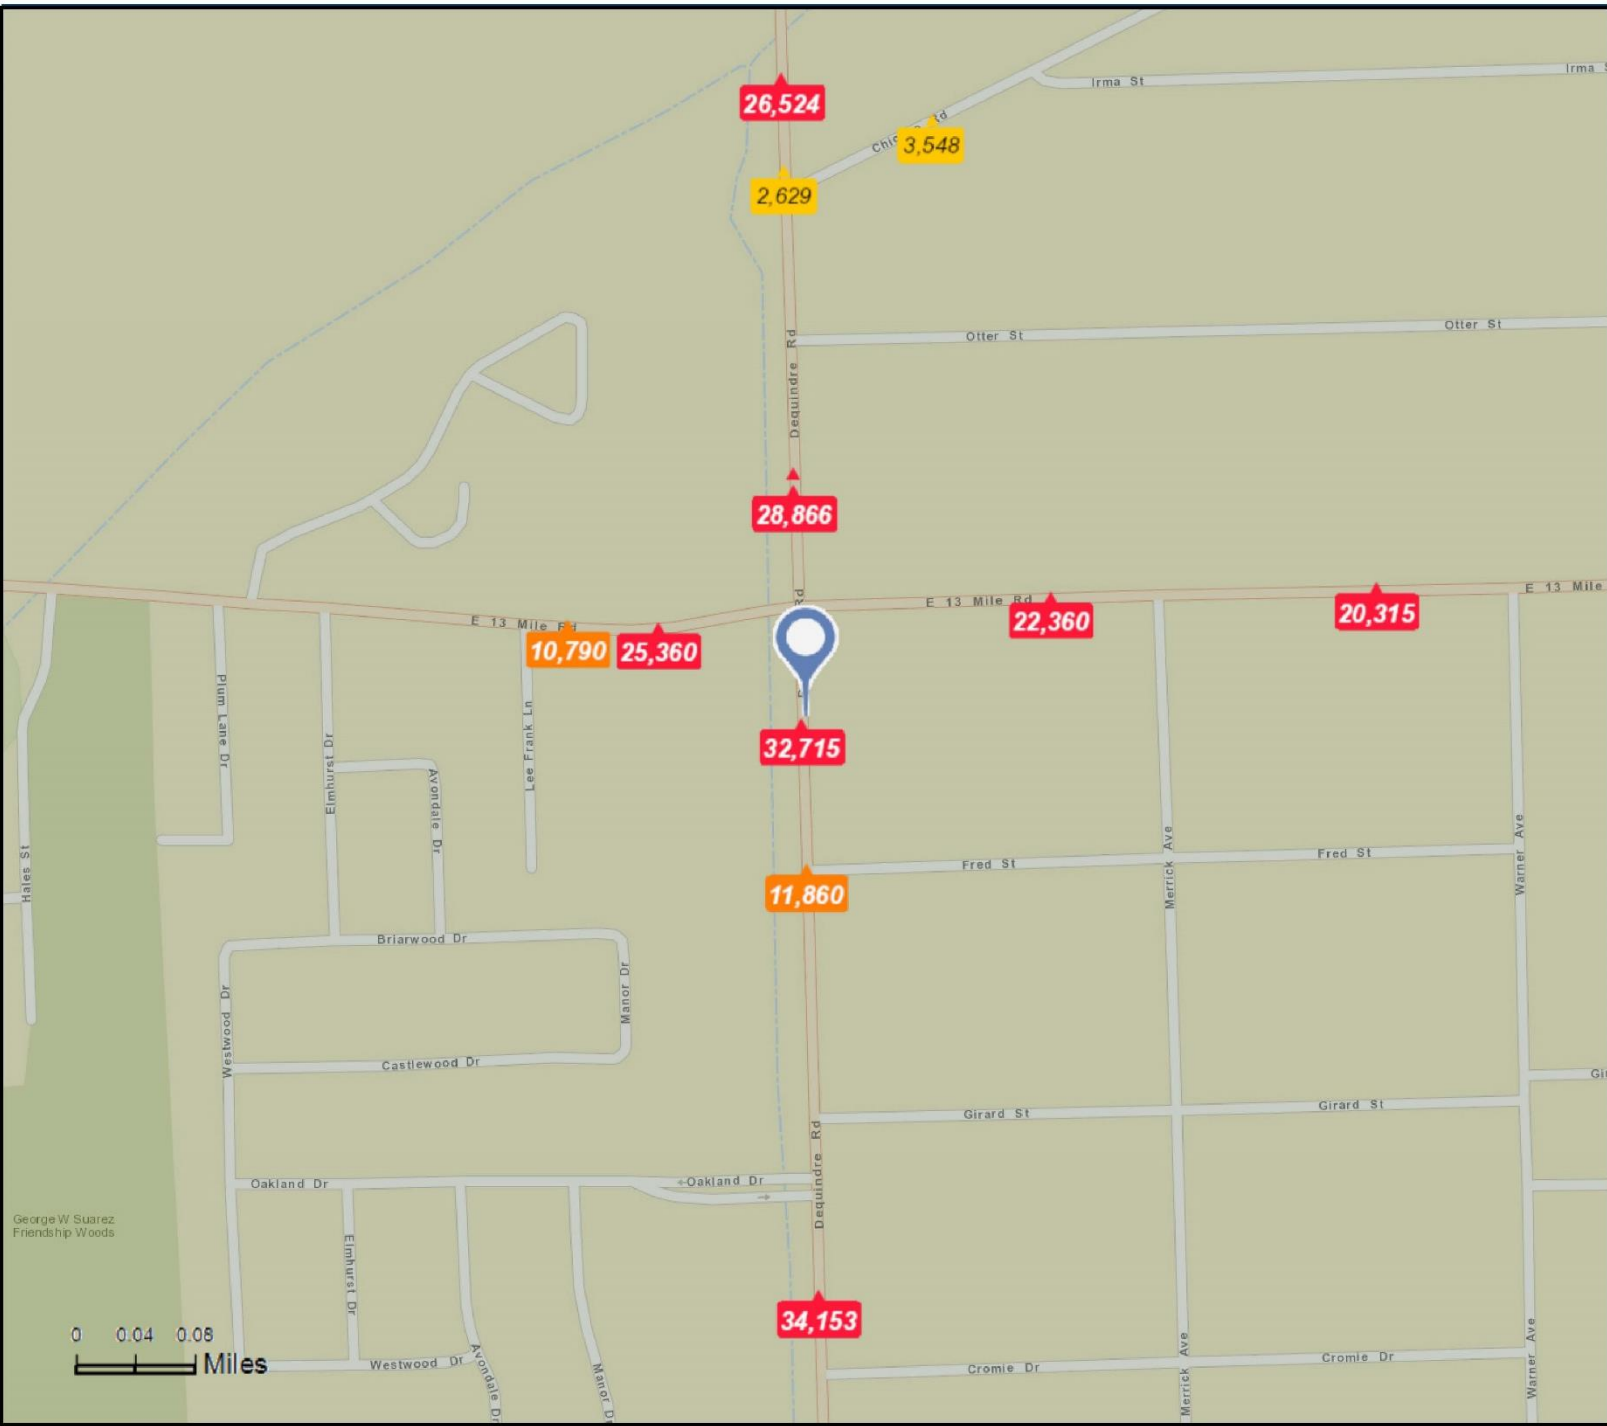 Irma St
Irma
26,524
Rd
3,548
2,629
Otter St
Otter St
Dequindre Rd
28,866
Rd
E 13 Mile Rd
E 13 Mile
20,315
22,360
E 13 Mile Rd
10,790
25,360
Plum Lane Dr
Elmhurst Dr
Avondale Dr
Lee Frank Ln
32,715
Hales St
Fred St
Fred St
Merrick Ave
Warner Ave
11,860
Briarwood Dr
Westwood Dr
Manor Dr
Castlewood Dr
Girard St
Girard St
Gi
Dequindre Rd
Oakland Dr
←Oakland Dr
→
George W Suarez
Friendship Woods
Elmhurst Dr
34,153
0 0.04 0.08
Miles
Westwood Dr
Avondale Dr
Manor Dr
Cromie Dr
Cromie Dr
Merrick Ave
Warner Ave